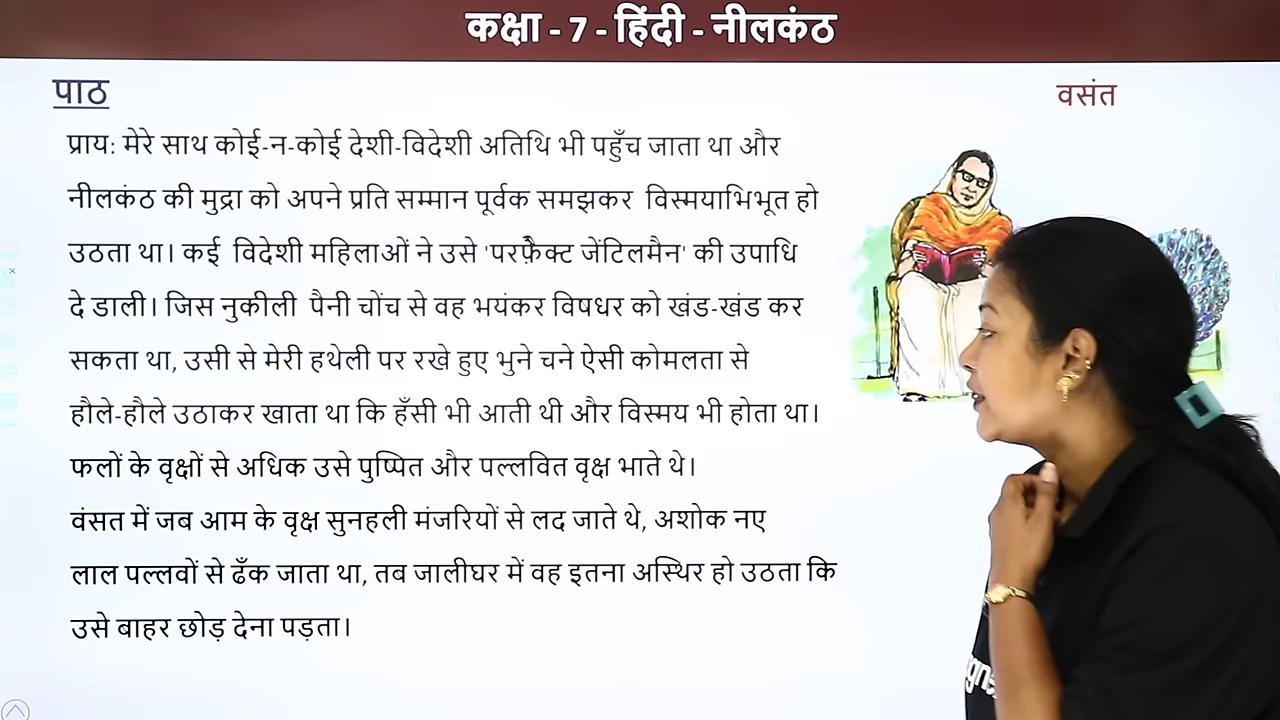 कक्षा - 7 - हिंदी - नीलकंठ
पाठ
वसंत
प्राय: मेरे साथ कोई-न-कोई देशी-विदेशी अतिथि भी पहुँच जाता था और
नीलकंठ की मुद्रा को अपने प्रति सम्मान पूर्वक समझकर विस्मयाभिभूत हो
उठता था। कई विदेशी महिलाओं ने उसे 'परफ़ैक्ट जेंटिलमैन' की उपाधि
दे डाली। जिस नुकीली पैनी चोंच से वह भयंकर विषधर को खंड-खंड कर
सकता था, उसी से मेरी हथेली पर रखे हुए भुने चने ऐसी कोमलता से
हौले-हौले उठाकर खाता था कि हँसी भी आती थी और विस्मय भी होता था।
फलों के वृक्षों से अधिक उसे पुष्पित और पल्लवित वृक्ष भाते थे।
वंसत में जब आम के वृक्ष सुनहली मंजरियों से लद जाते थे, अशोक नए
लाल पल्लवों से ढँक जाता था, तब जालीघर में वह इतना अस्थिर हो उठता कि
उसे बाहर छोड़ देना पड़ता।